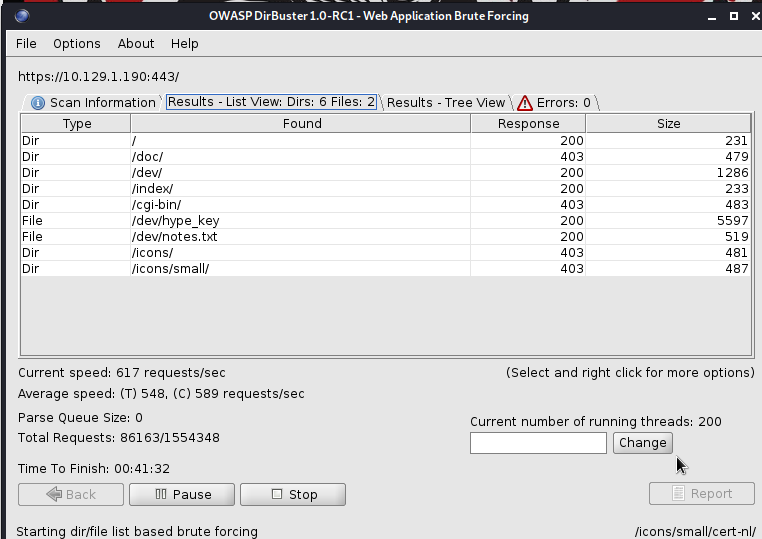 OWASP DirBuster 1.0-RC1 - Web Application Brute Forcing
File Options About Help
https://10.129.1.190:443/
Scan Information Results - List View: Dirs: 6 Files: 2 Results - Tree View Errors: 0
Type Found Response Size
Dir / 200 231
Dir /doc/ 403 479
Dir /dev/ 200 1286
Dir /index/ 200 233
Dir /cgi-bin/ 403 483
File /dev/hype_key 200 5597
File /dev/notes.txt 200 519
Dir /icons/ 403 481
Dir /icons/small/ 403 487
Current speed: 617 requests/sec (Select and right click for more options)
Average speed: (T) 548, (C) 589 requests/sec
Parse Queue Size: 0 Current number of running threads: 200
Total Requests: 86163/1554348 Change
Time To Finish: 00:41:32
Back Pause Stop Report
Starting dir/file list based brute forcing /icons/small/cert-nl/